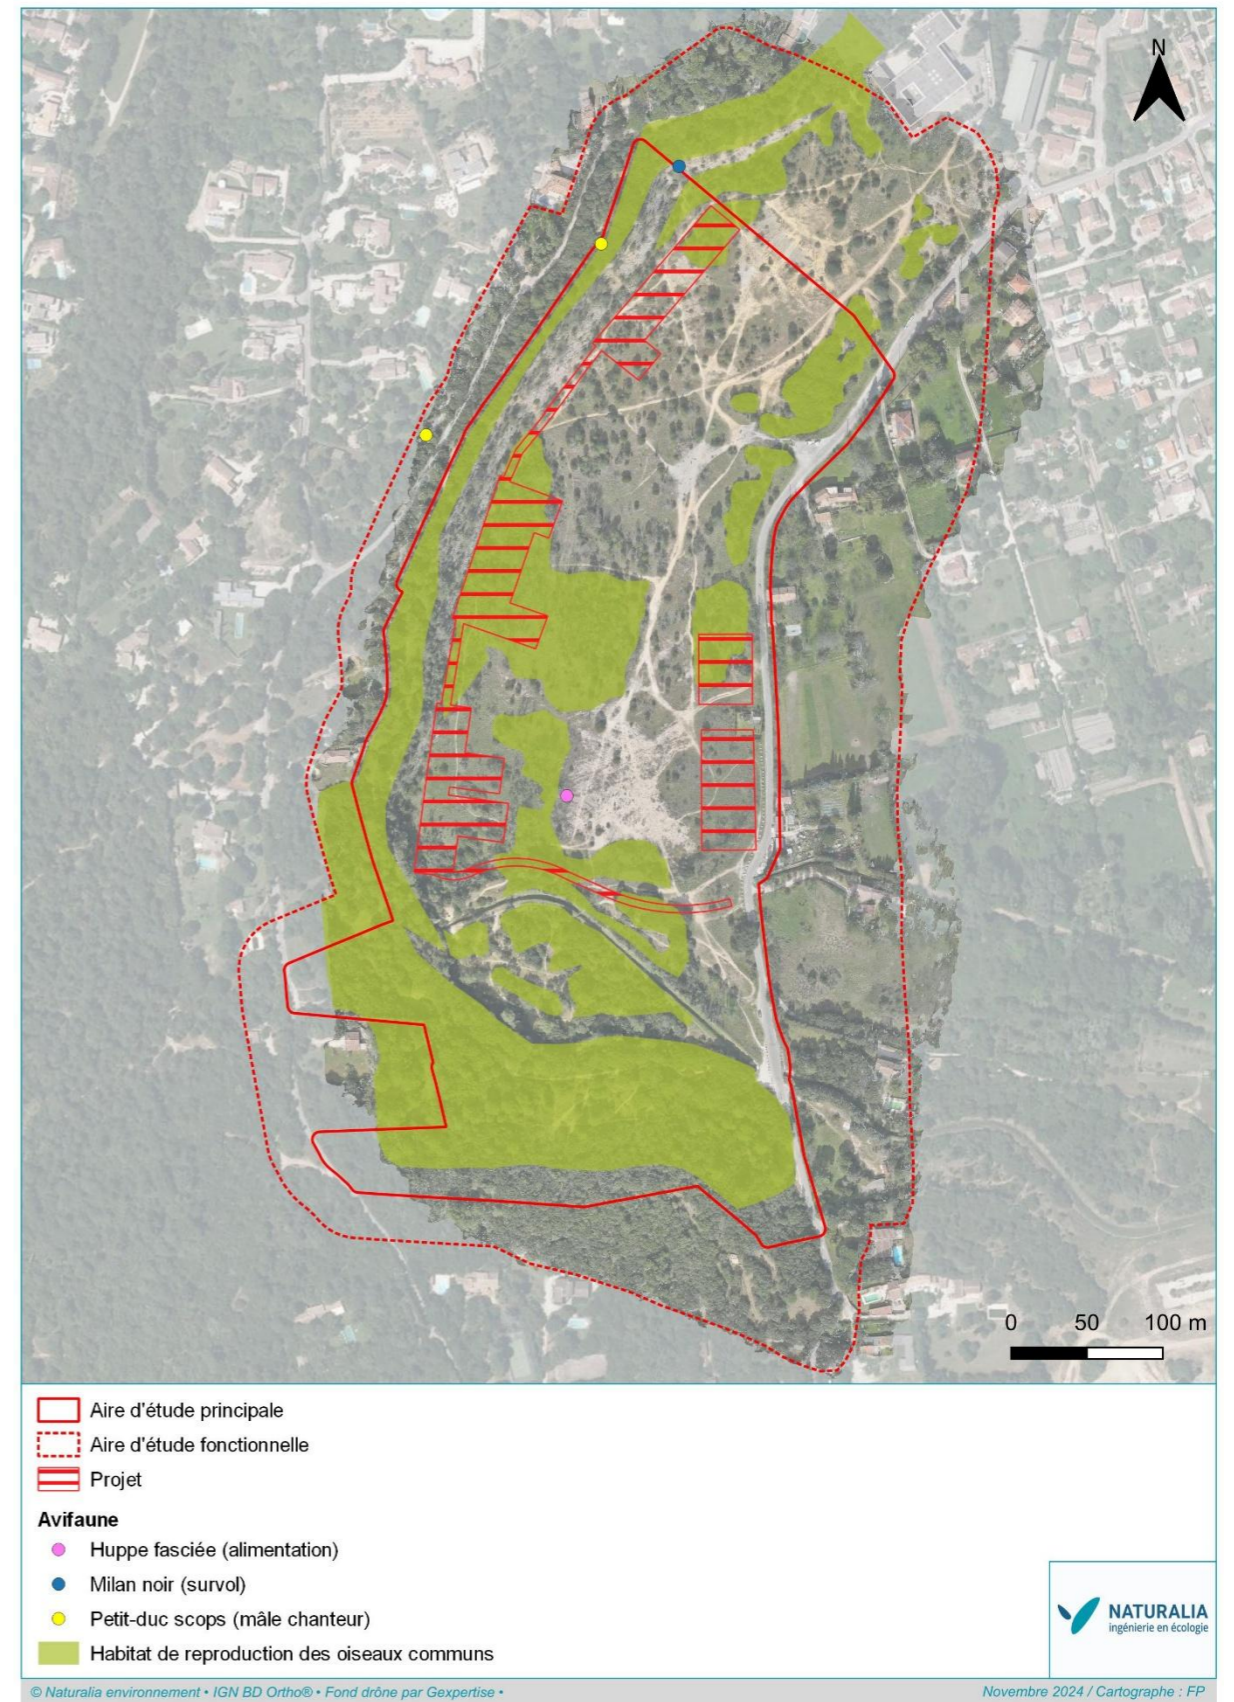 N
0 50 100 m
Aire d'étude principale
Aire d'étude fonctionnelle
Projet
Avifaune
Huppe fasciée (alimentation)
Milan noir (survol)
Petit-duc scops (mâle chanteur)
Habitat de reproduction des oiseaux communs
NATURALIA
ingénierie en écologie
© Naturalia environnement • IGN BD Ortho® • Fond drône par Gexpertise •
Novembre 2024 / Cartographe : FP